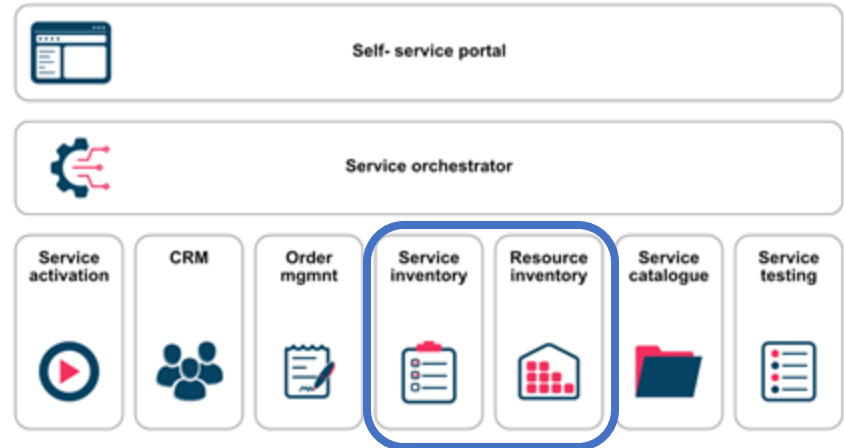 Self- service portal
Service orchestrator
Service
activation
CRM
Order
mgmnt
Service
inventory
Resource
inventory
Service
catalogue
Service
testing